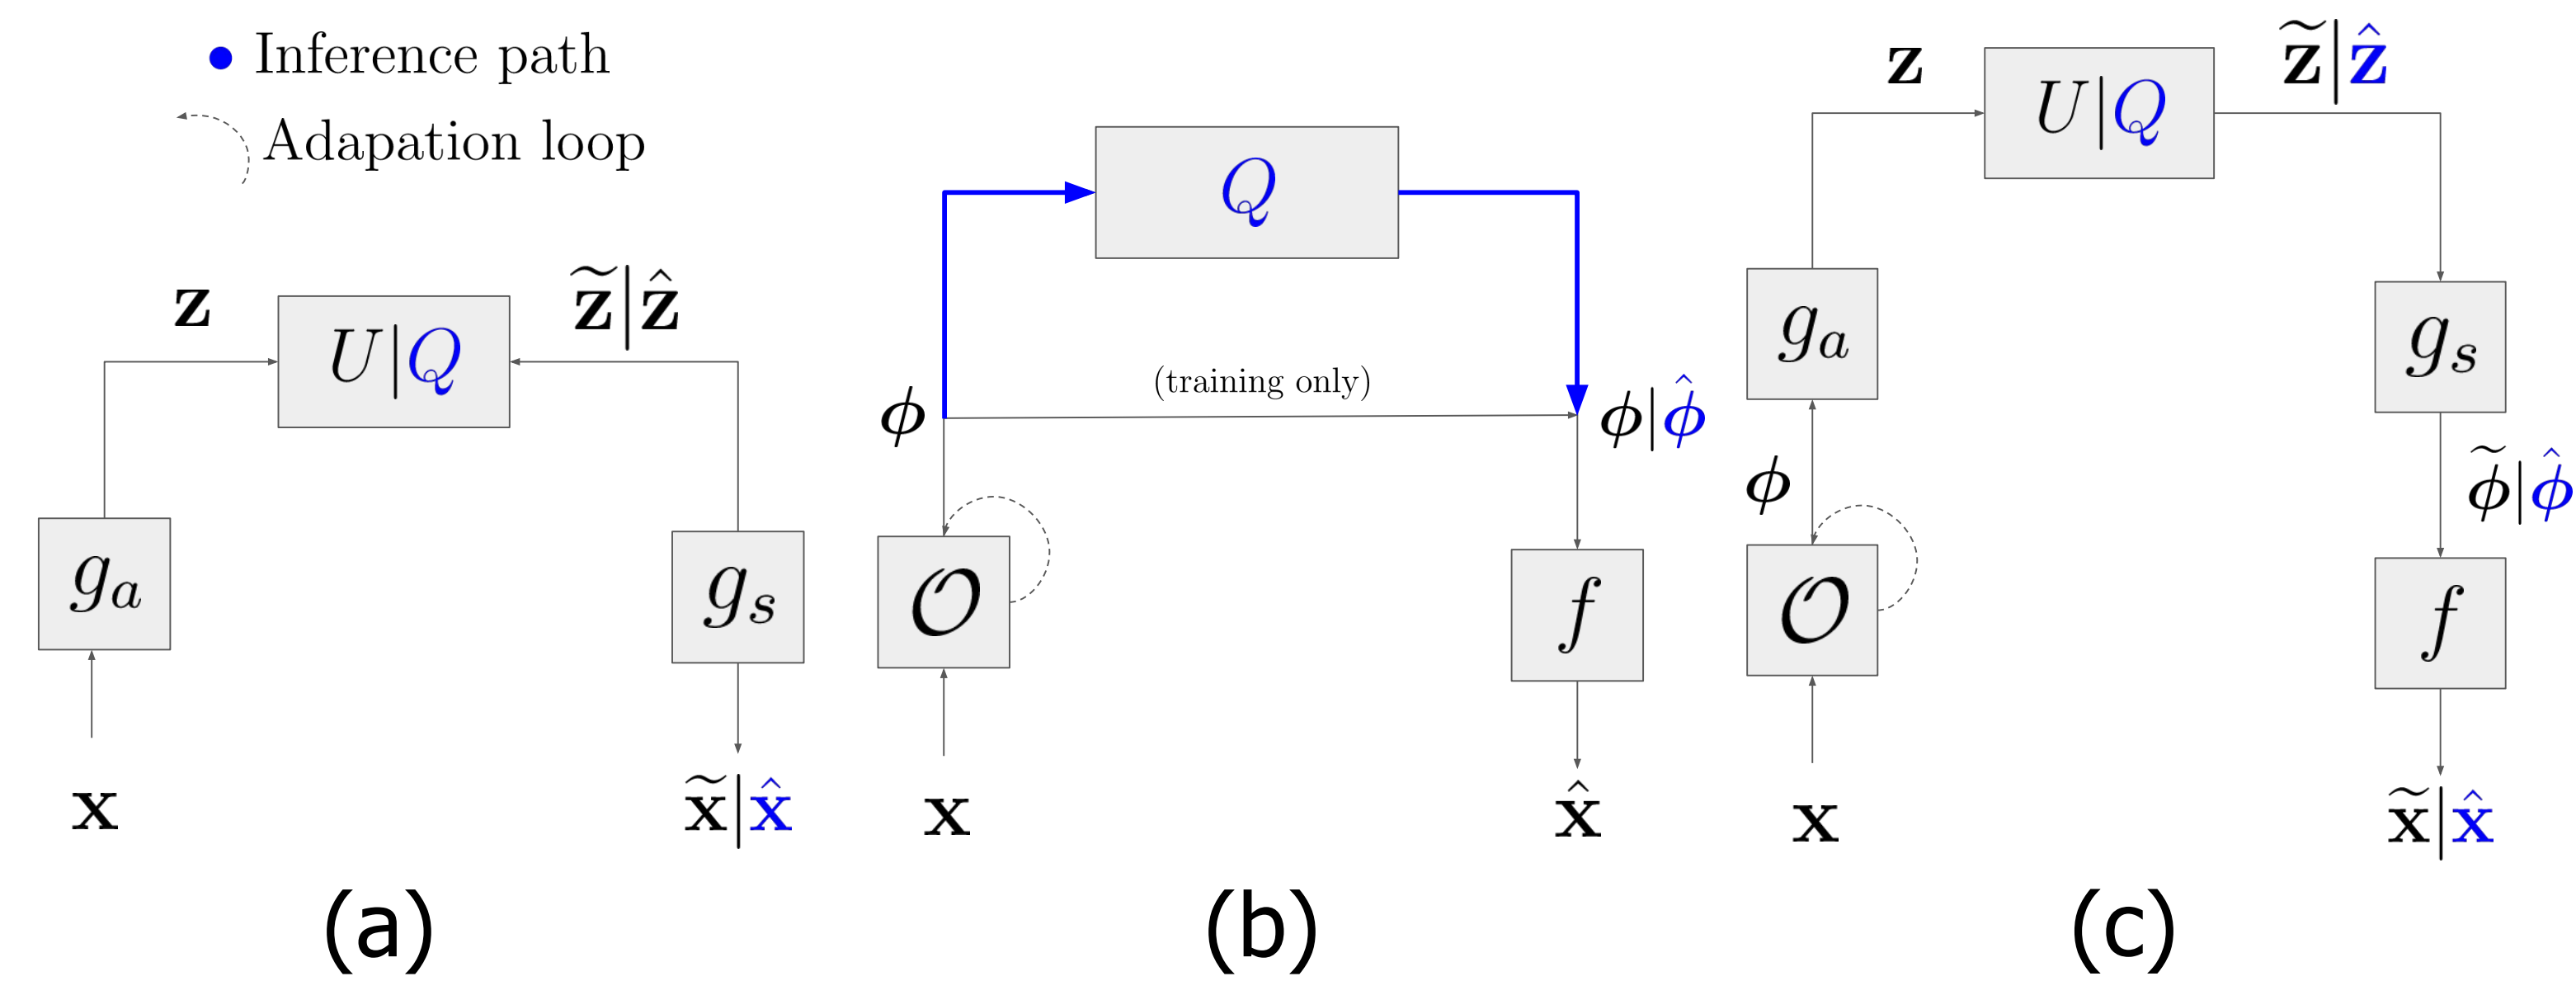 Inference path
Adapation loop
z
U|Q
z̃|ẑ
g_a
g_s
x
x̃|x̂
(a)
Q
(training only)
ϕ
ϕ|ϕ̂
𝒪
f
x
x̂
(b)
z
U|Q
z̃|ẑ
g_a
g_s
ϕ
ϕ̃|ϕ̂
𝒪
f
x
x̃|x̂
(c)